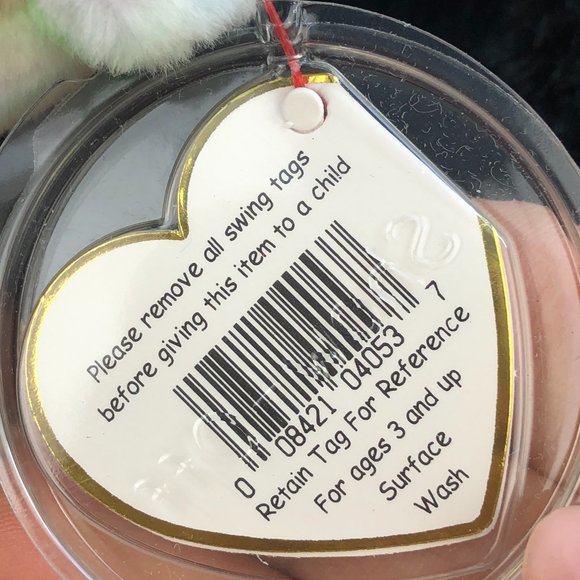 Please remove all swing tags
before giving this item to a child
0 08421 04053 7
Retain Tag For Reference
For ages 3 and up
Surface
Wash